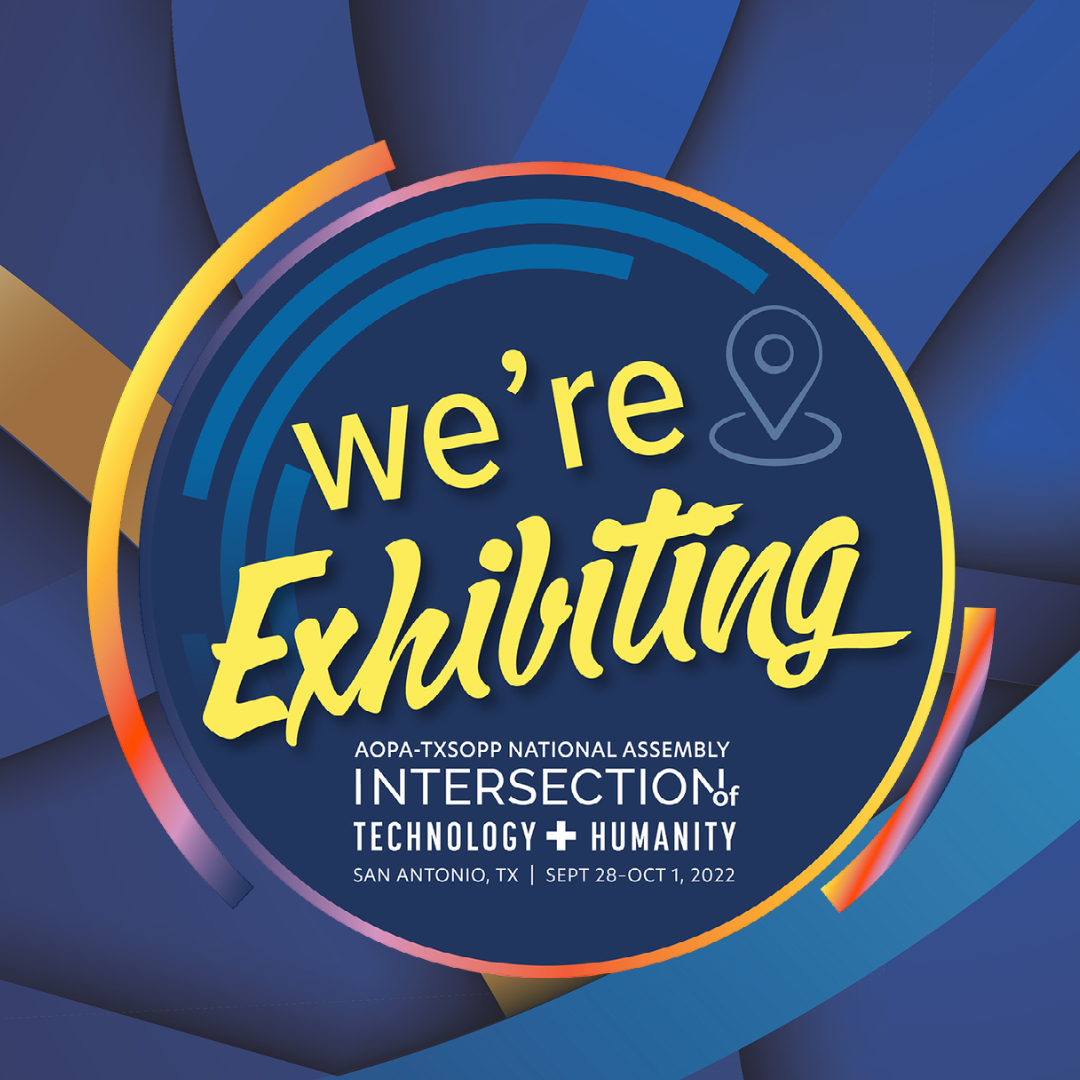 we're
Exhibiting
AOPA-TXSOPP NATIONAL ASSEMBLY
INTERSECTION of
TECHNOLOGY + HUMANITY
SAN ANTONIO, TX | SEPT 28-OCT 1, 2022